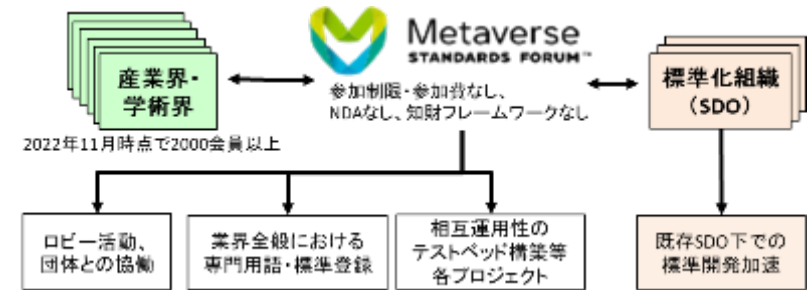 Metaverse
STANDARDS FORUM™
産業界・
学術界
参加制限・参加費なし、
NDAなし、知財フレームワークなし
標準化組織
（SDO）
2022年11月時点で2000会員以上
ロビー活動、
団体との協働
業界全般における
専門用語・標準登録
相互運用性の
テストベッド構築等
各プロジェクト
既存SDO下での
標準開発加速